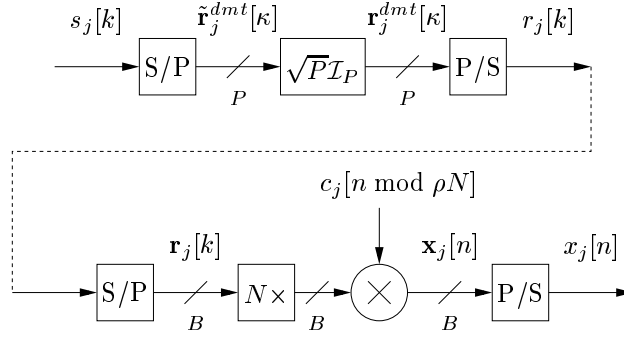 s_j[k] r̃_j^{dmt}[κ] r_j^{dmt}[κ] r_j[k]
S/P √P 𝓘_P P/S
P P
c_j[n mod ρN]
r_j[k] x_j[n] x_j[n]
S/P N× × P/S
B B B